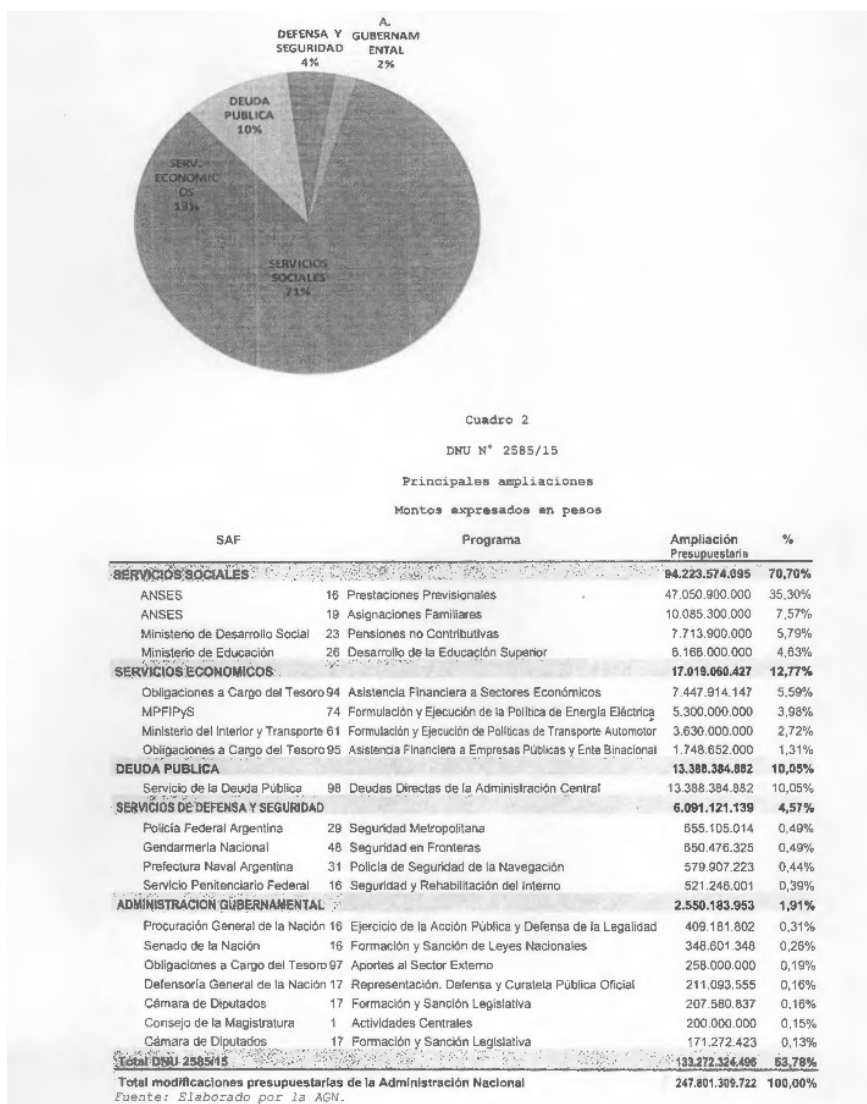 A.
DEFENSA Y GUBERNAM
SEGURIDAD ENTAL
4% 2%
DEUDA
PUBLICA
10%
SERV.
ECONOMIC
OS
13%
SERVICIOS
SOCIALES
71%
Cuadro 2
DNU N° 2585/15
Principales ampliaciones
Montos expresados en pesos
SAF Programa Ampliación Presupuestaria %
SERVICIOS SOCIALES 94.223.574.095 70,70%
ANSES 16 Prestaciones Previsionales 47.050.900.000 35,30%
ANSES 19 Asignaciones Familiares 10.085.300.000 7,57%
Ministerio de Desarrollo Social 23 Pensiones no Contributivas 7.713.900.000 5,79%
Ministerio de Educación 26 Desarrollo de la Educación Superior 6.166.000.000 4,63%
SERVICIOS ECONOMICOS 17.019.060.427 12,77%
Obligaciones a Cargo del Tesoro 94 Asistencia Financiera a Sectores Económicos 7.447.914.147 5,59%
MPFIPyS 74 Formulación y Ejecución de la Política de Energía Eléctrica 5.300.000.000 3,98%
Ministerio del Interior y Transporte 61 Formulación y Ejecución de Políticas de Transporte Automotor 3.630.000.000 2,72%
Obligaciones a Cargo del Tesoro 95 Asistencia Financiera a Empresas Públicas y Ente Binacional 1.748.652.000 1,31%
DEUDA PUBLICA 13.388.384.882 10,05%
Servicio de la Deuda Pública 98 Deudas Directas de la Administración Central 13.388.384.882 10,05%
SERVICIOS DE DEFENSA Y SEGURIDAD 6.091.121.139 4,57%
Policía Federal Argentina 29 Seguridad Metropolitana 655.105.014 0,49%
Gendarmería Nacional 48 Seguridad en Fronteras 650.476.325 0,49%
Prefectura Naval Argentina 31 Policía de Seguridad de la Navegación 579.907.223 0,44%
Servicio Penitenciario Federal 16 Seguridad y Rehabilitación del Interno 521.246.001 0,39%
ADMINISTRACION GUBERNAMENTAL 2.550.183.953 1,91%
Procuración General de la Nación 16 Ejercicio de la Acción Pública y Defensa de la Legalidad 409.181.802 0,31%
Senado de la Nación 16 Formación y Sanción de Leyes Nacionales 348.601.348 0,26%
Obligaciones a Cargo del Tesoro 97 Aportes al Sector Externo 258.000.000 0,19%
Defensoría General de la Nación 17 Representación. Defensa y Curatela Pública Oficial 211.093.555 0,16%
Cámara de Diputados 17 Formación y Sanción Legislativa 207.580.837 0,16%
Consejo de la Magistratura 1 Actividades Centrales 200.000.000 0,15%
Cámara de Diputados 17 Formación y Sanción Legislativa 171.272.423 0,13%
Total DNU 2585/15 133.272.324.496 53,78%
Total modificaciones presupuestarias de la Administración Nacional 247.801.309.722 100,00%
Fuente: Elaborado por la AGN.